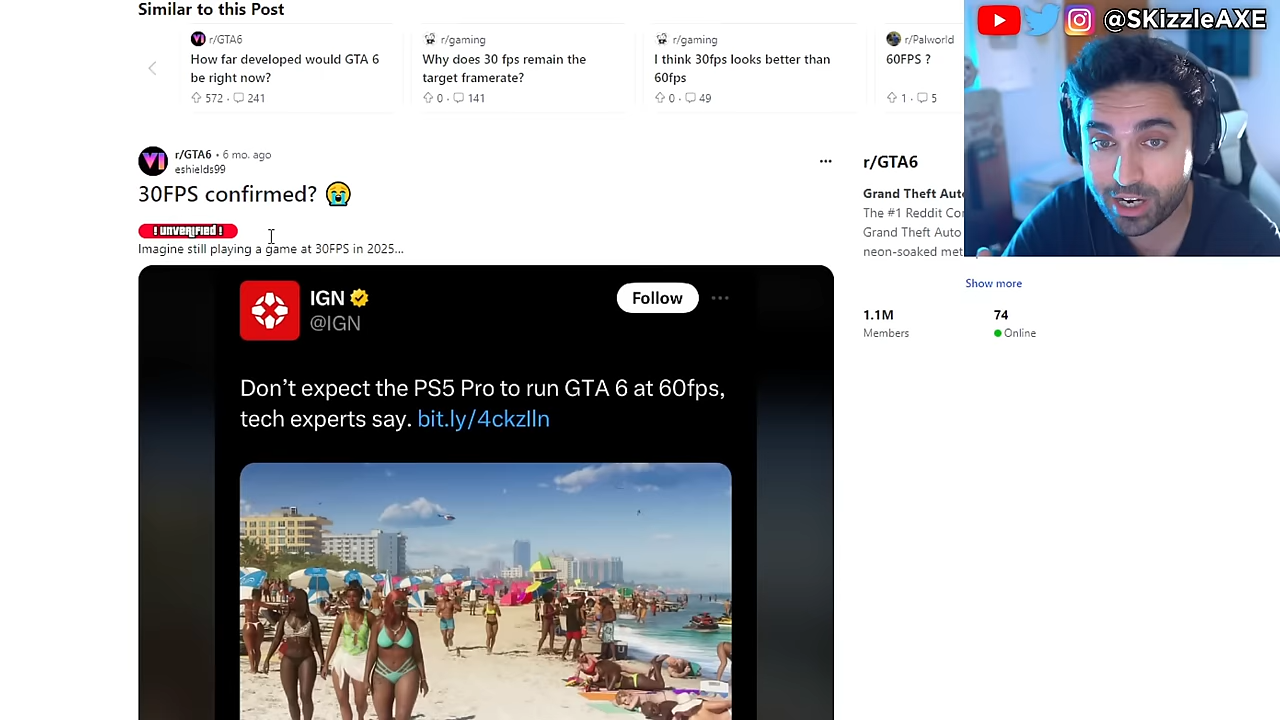 Similar to this Post
r/GTA6
How far developed would GTA 6
be right now?
572 · 241
r/gaming
Why does 30 fps remain the
target framerate?
0 · 141
r/gaming
I think 30fps looks better than
60fps
0 · 49
r/Palworld
60FPS ?
1 · 5
@SKizzleAXE
VI
r/GTA6 • 6 mo. ago
eshields99
30FPS confirmed? 😭
! UNVERIFIED !
Imagine still playing a game at 30FPS in 2025...
IGN
@IGN
Follow
Don't expect the PS5 Pro to run GTA 6 at 60fps,
tech experts say. bit.ly/4ckzIln
r/GTA6
Grand Theft Auto
The #1 Reddit Co
Grand Theft Auto
neon-soaked met
Show more
1.1M
Members
74
Online